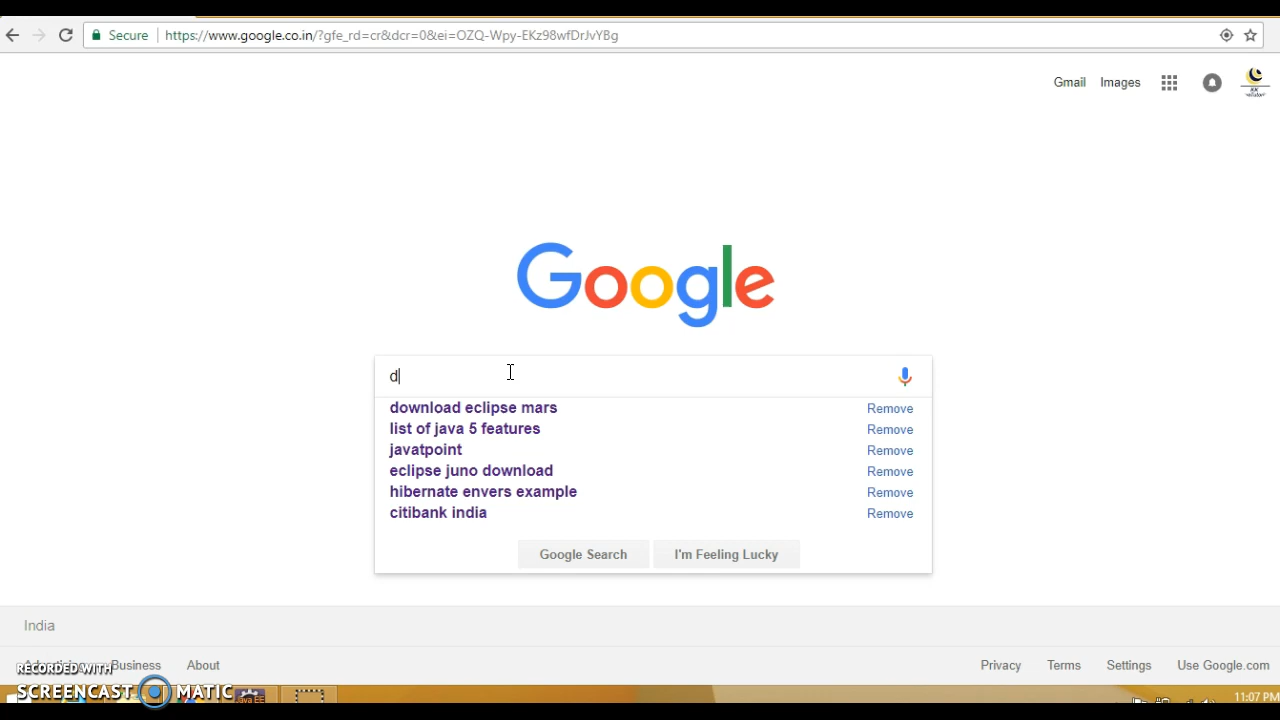 Secure https://www.google.co.in/?gfe_rd=cr&dcr=0&ei=OZQ-Wpy-EKz98wfDrJvYBg
Gmail Images
Google
d
download eclipse mars Remove
list of java 5 features Remove
javatpoint Remove
eclipse juno download Remove
hibernate envers example Remove
citibank india Remove
Google Search I'm Feeling Lucky
India
Business About Privacy Terms Settings Use Google.com
RECORDED WITH
SCREENCAST MATIC
Java EE
11:07 PM